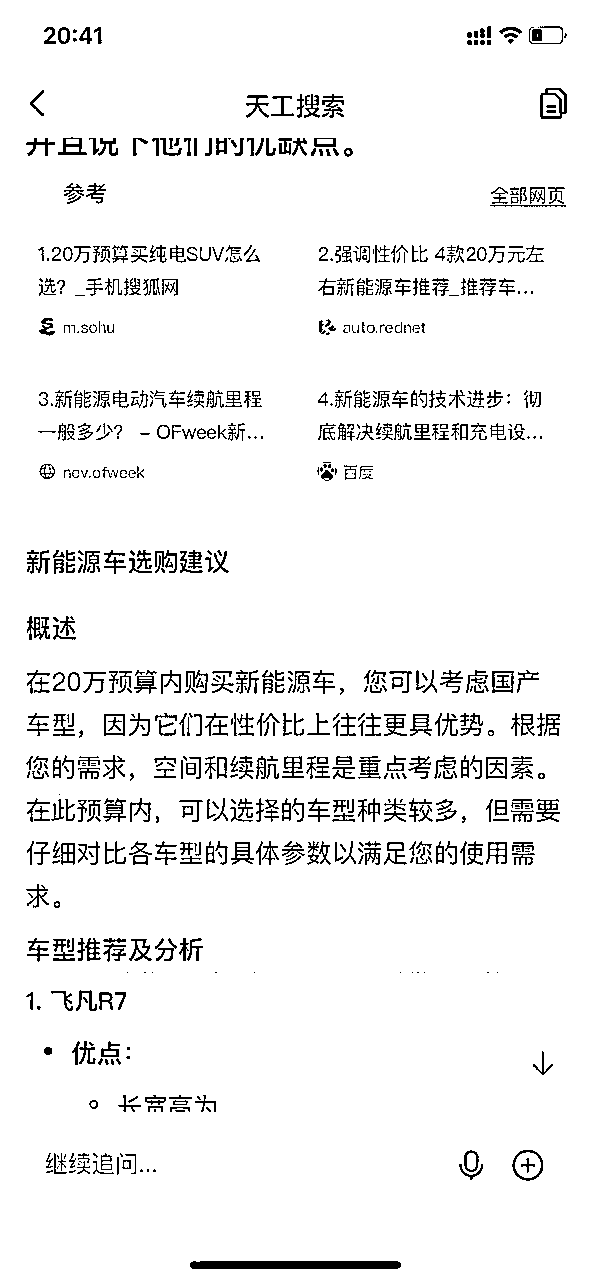 20:41
天工搜索
并且说下他们的优缺点。
参考
全部网页
1.20万预算买纯电SUV怎么
选？_手机搜狐网
m.sohu
2.强调性价比 4款20万元左
右新能源车推荐_推荐车...
auto.rednet
3.新能源电动汽车续航里程
一般多少？ – OFweek新...
nev.ofweek
4.新能源车的技术进步：彻
底解决续航里程和充电设...
百度
新能源车选购建议
概述
在20万预算内购买新能源车，您可以考虑国产
车型，因为它们在性价比上往往更具优势。根据
您的需求，空间和续航里程是重点考虑的因素。
在此预算内，可以选择的车型种类较多，但需要
仔细对比各车型的具体参数以满足您的使用需
求。
车型推荐及分析
1. 飞凡R7
• 优点：
长宽高为
继续追问...